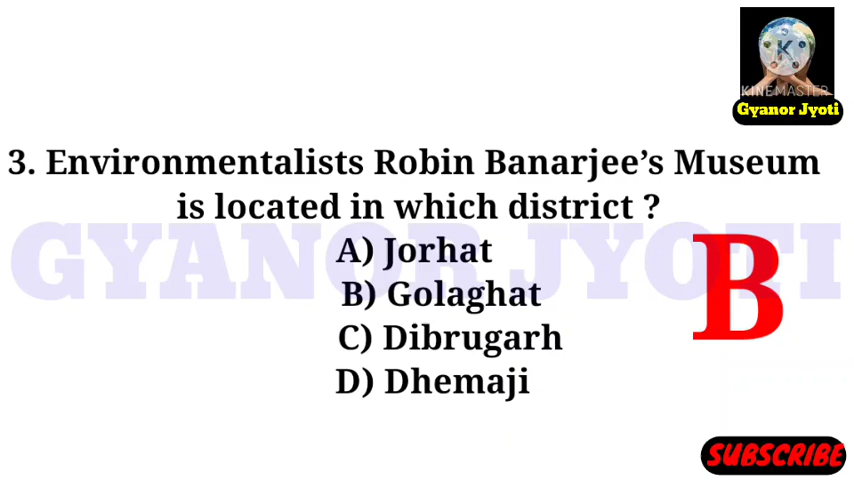 KINEMASTER
Gyanor Jyoti
3. Environmentalists Robin Banarjee's Museum
is located in which district ?
A) Jorhat
B) Golaghat
C) Dibrugarh
D) Dhemaji
GYANOR JYOTI
B
SUBSCRIBE
K